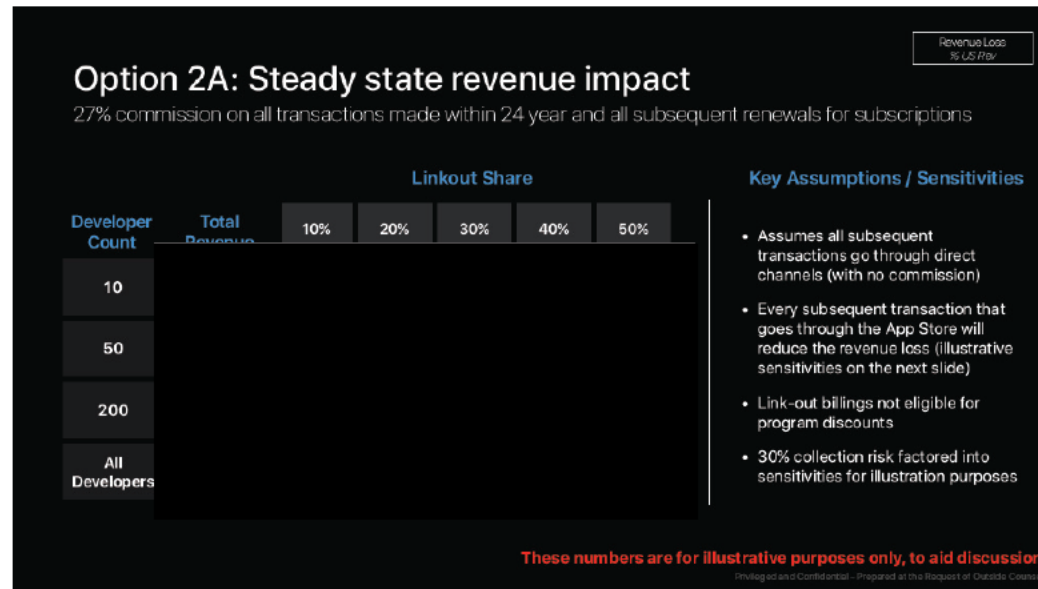 Revenue Loss
% US Rev
Option 2A: Steady state revenue impact
27% commission on all transactions made within 24 year and all subsequent renewals for subscriptions
Linkout Share
Key Assumptions / Sensitivities
Developer
Count
Total
Revenue
10%
20%
30%
40%
50%
10
50
200
All
Developers
• Assumes all subsequent
transactions go through direct
channels (with no commission)
• Every subsequent transaction that
goes through the App Store will
reduce the revenue loss (illustrative
sensitivities on the next slide)
• Link-out billings not eligible for
program discounts
• 30% collection risk factored into
sensitivities for illustration purposes
These numbers are for illustrative purposes only, to aid discussion
Privileged and Confidential – Prepared at the Request of Outside Counse